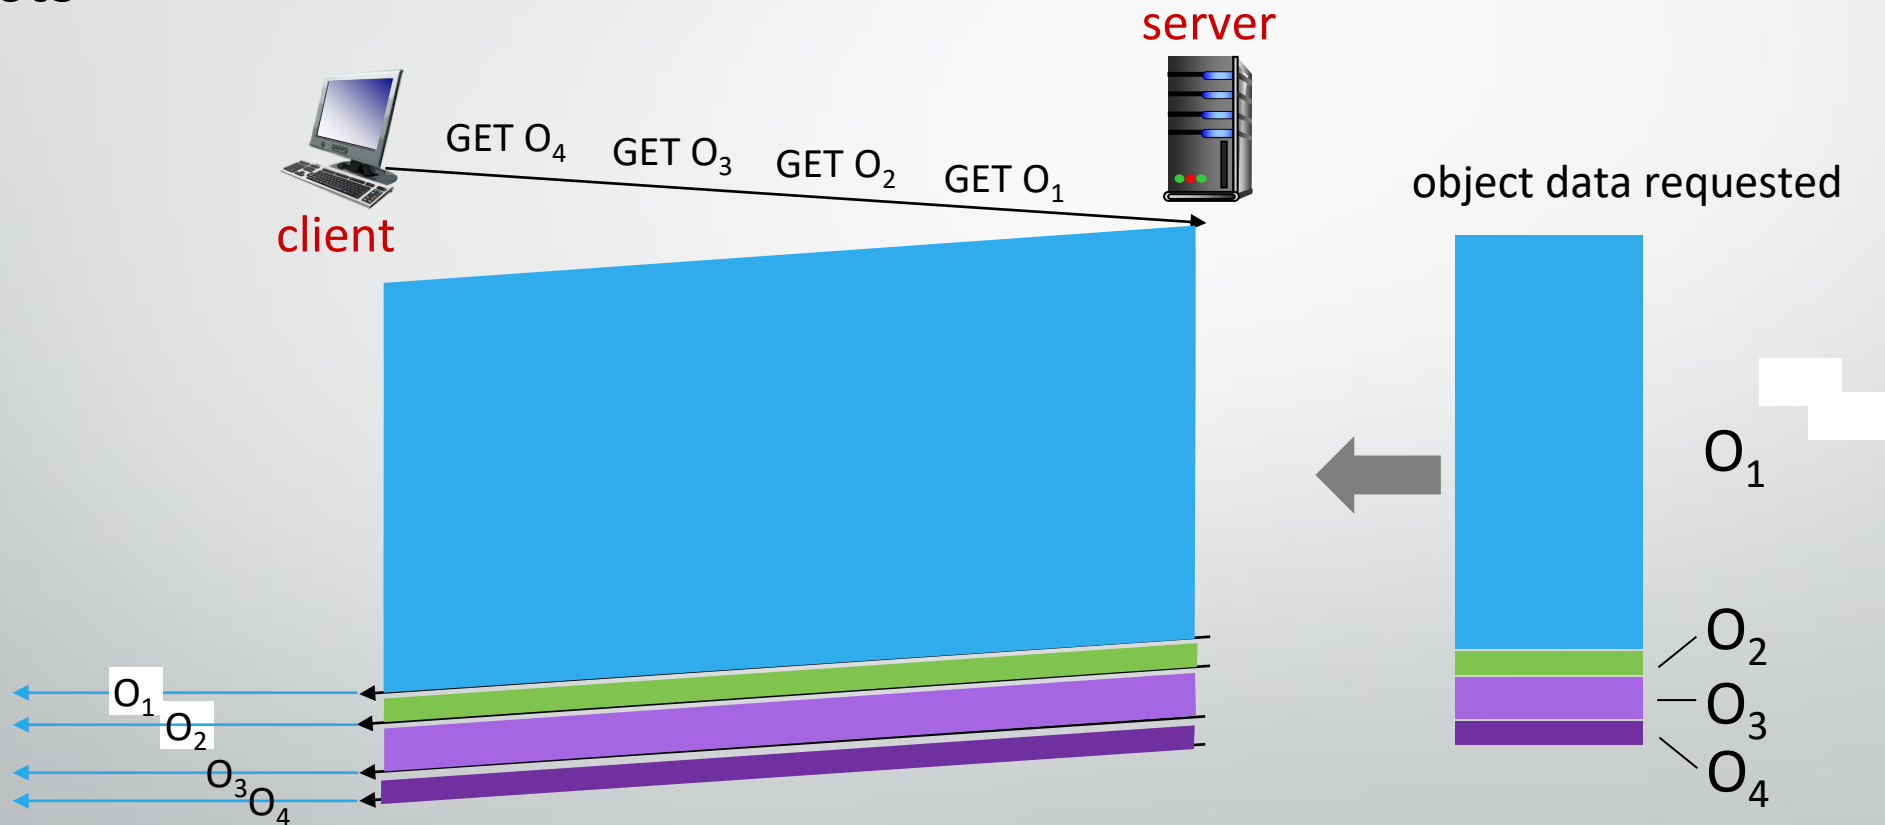 server
GET O₄ GET O₃ GET O₂ GET O₁
client
object data requested
O₁
O₂
O₃
O₄
O₁
O₂
O₃
O₄